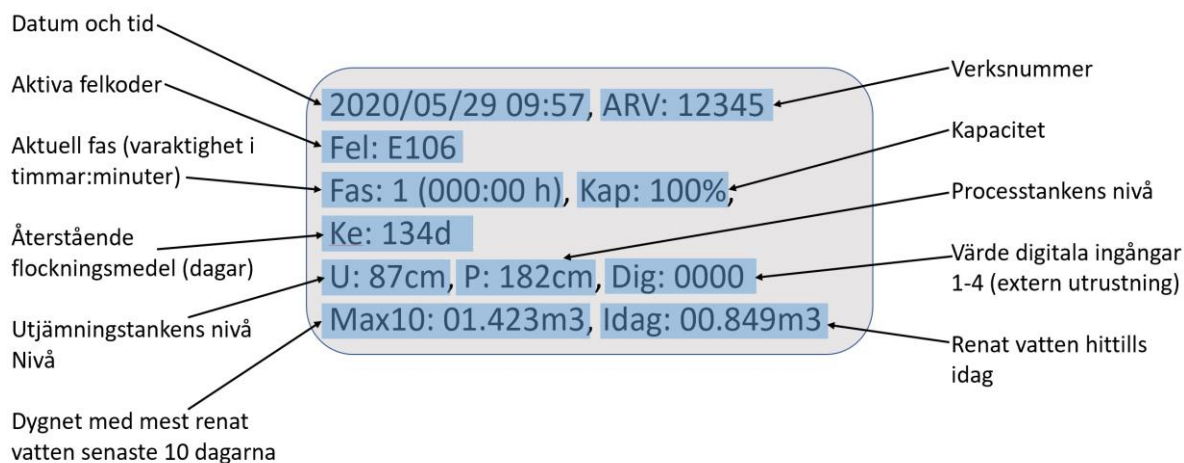 Datum och tid
Aktiva felkoder
Aktuell fas (varaktighet i
timmar:minuter)
Återstående
flockningsmedel (dagar)
Utjämningstankens nivå
Nivå
Dygnet med mest renat
vatten senaste 10 dagarna
2020/05/29 09:57, ARV: 12345
Fel: E106
Fas: 1 (000:00 h), Kap: 100%,
Ke: 134d
U: 87cm, P: 182cm, Dig: 0000
Max10: 01.423m3, Idag: 00.849m3
Verksnummer
Kapacitet
Processtankens nivå
Värde digitala ingångar
1-4 (extern utrustning)
Renat vatten hittills
idag